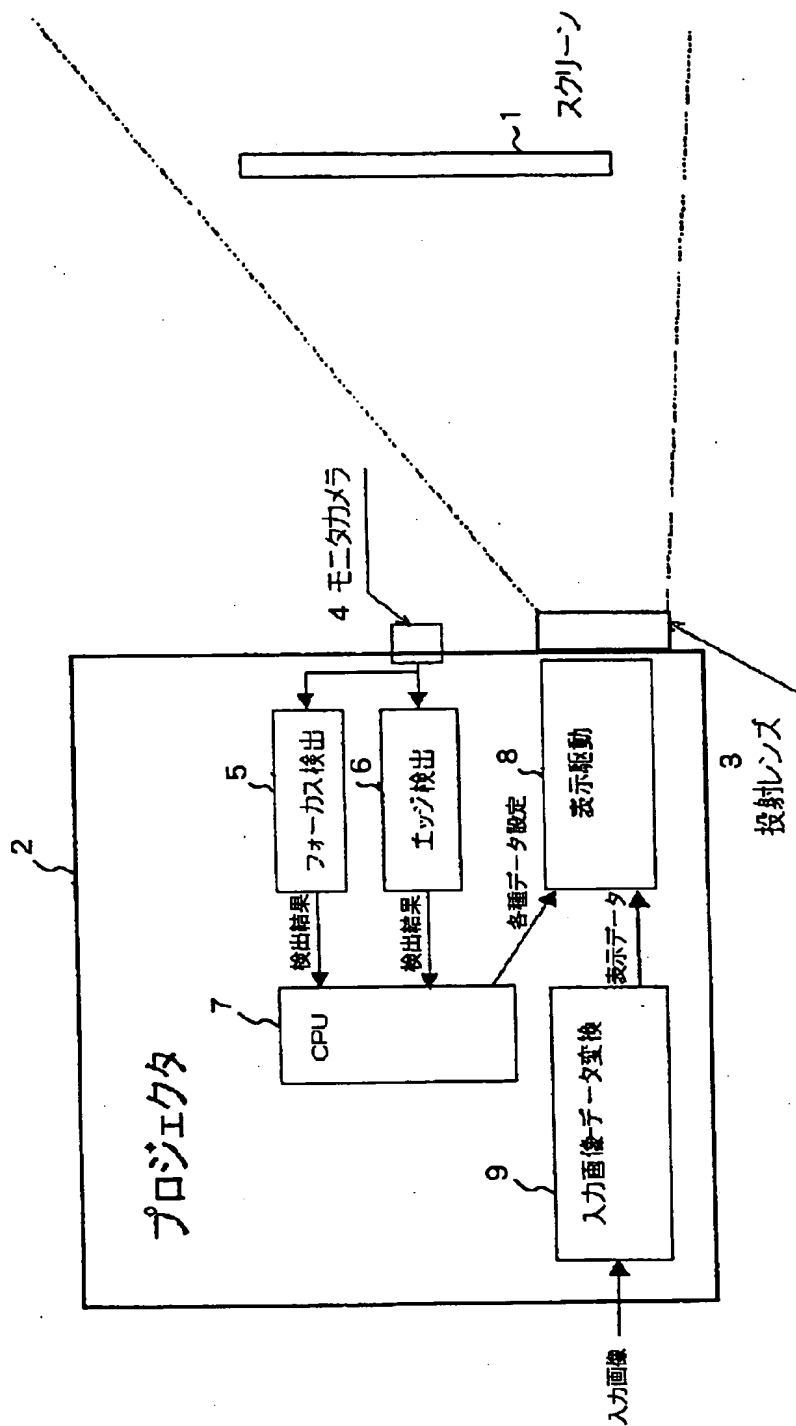 2
プロジェクタ
7
CPU
検出結果
検出結果
5
フォーカス検出
6
エッジ検出
4 モニタカメラ
1
スクリーン
各種データ設定
8
表示駆動
表示データ
9
入力画像データ変換
入力画像
3
投射レンズ